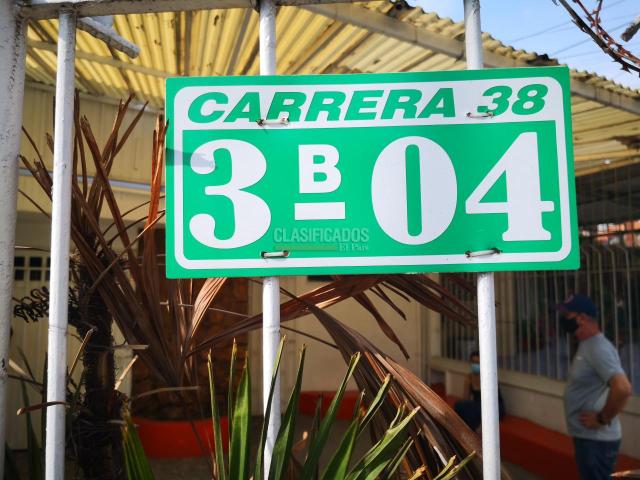 CARRERA 38
3B-04
CLASIFICADOS
El País